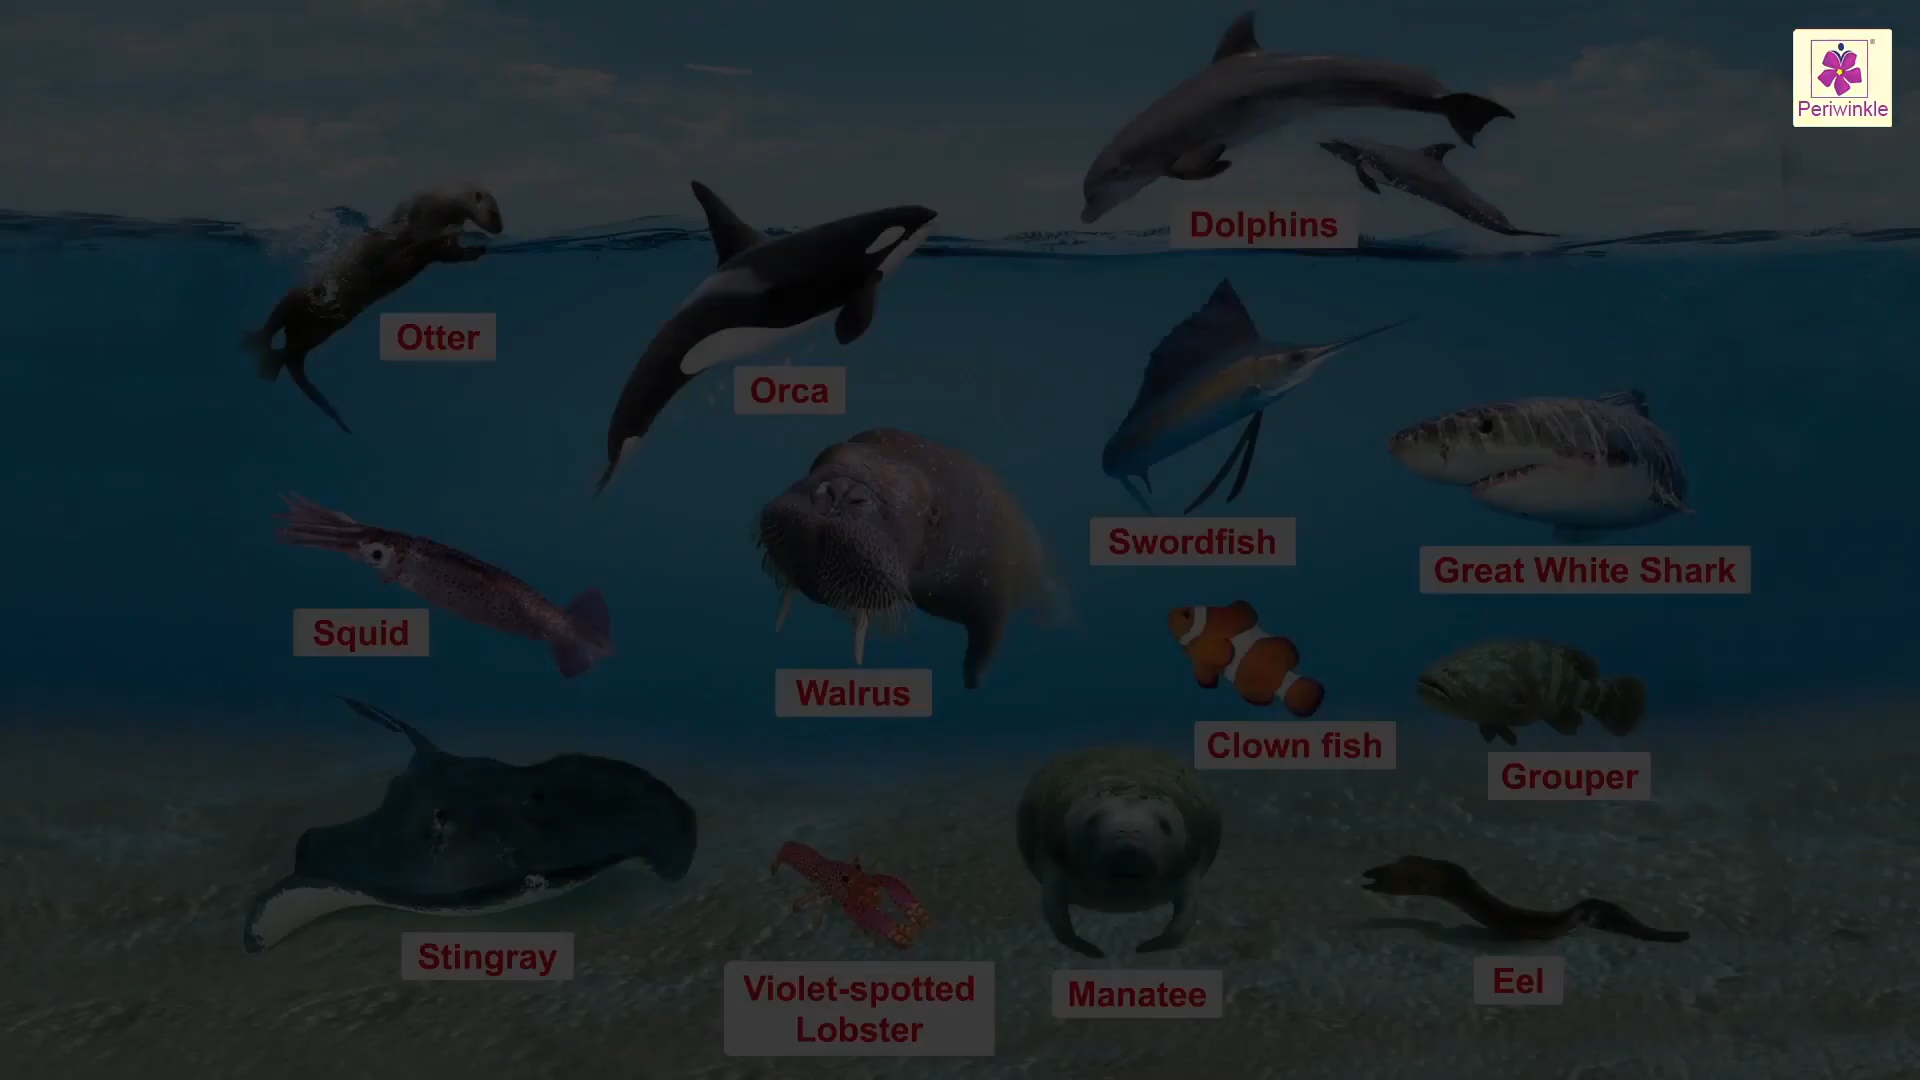 Periwinkle
Dolphins
Otter
Orca
Swordfish
Great White Shark
Squid
Walrus
Clown fish
Grouper
Stingray
Violet-spotted
Lobster
Manatee
Eel